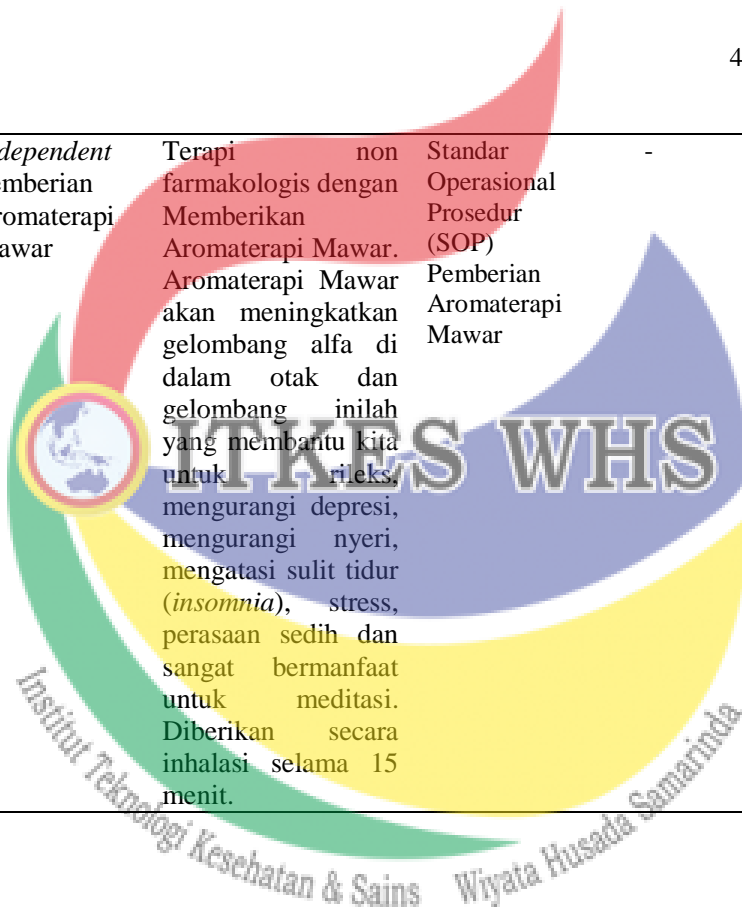 4
dependent
emberian
romaterapi
awar
Terapi non
farmakologis dengan
Memberikan
Aromaterapi Mawar.
Aromaterapi Mawar
akan meningkatkan
gelombang alfa di
dalam otak dan
gelombang inilah
yang membantu kita
untuk rileks,
mengurangi depresi,
mengurangi nyeri,
mengatasi sulit tidur
(insomnia), stress,
perasaan sedih dan
sangat bermanfaat
untuk meditasi.
Diberikan secara
inhalasi selama 15
menit.
Standar
Operasional
Prosedur
(SOP)
Pemberian
Aromaterapi
Mawar
-
ITKES WHS
Institut Teknologi Kesehatan & Sains Wiyata Husada Samarinda